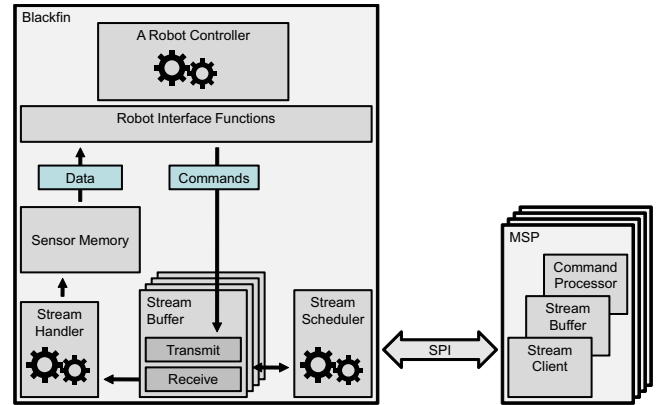 Blackfin
A Robot Controller
Robot Interface Functions
Data
Commands
Sensor Memory
MSP
Command
Processor
Stream
Handler
Stream
Buffer
Stream
Scheduler
Stream
Buffer
Transmit
Receive
SPI
Stream
Client